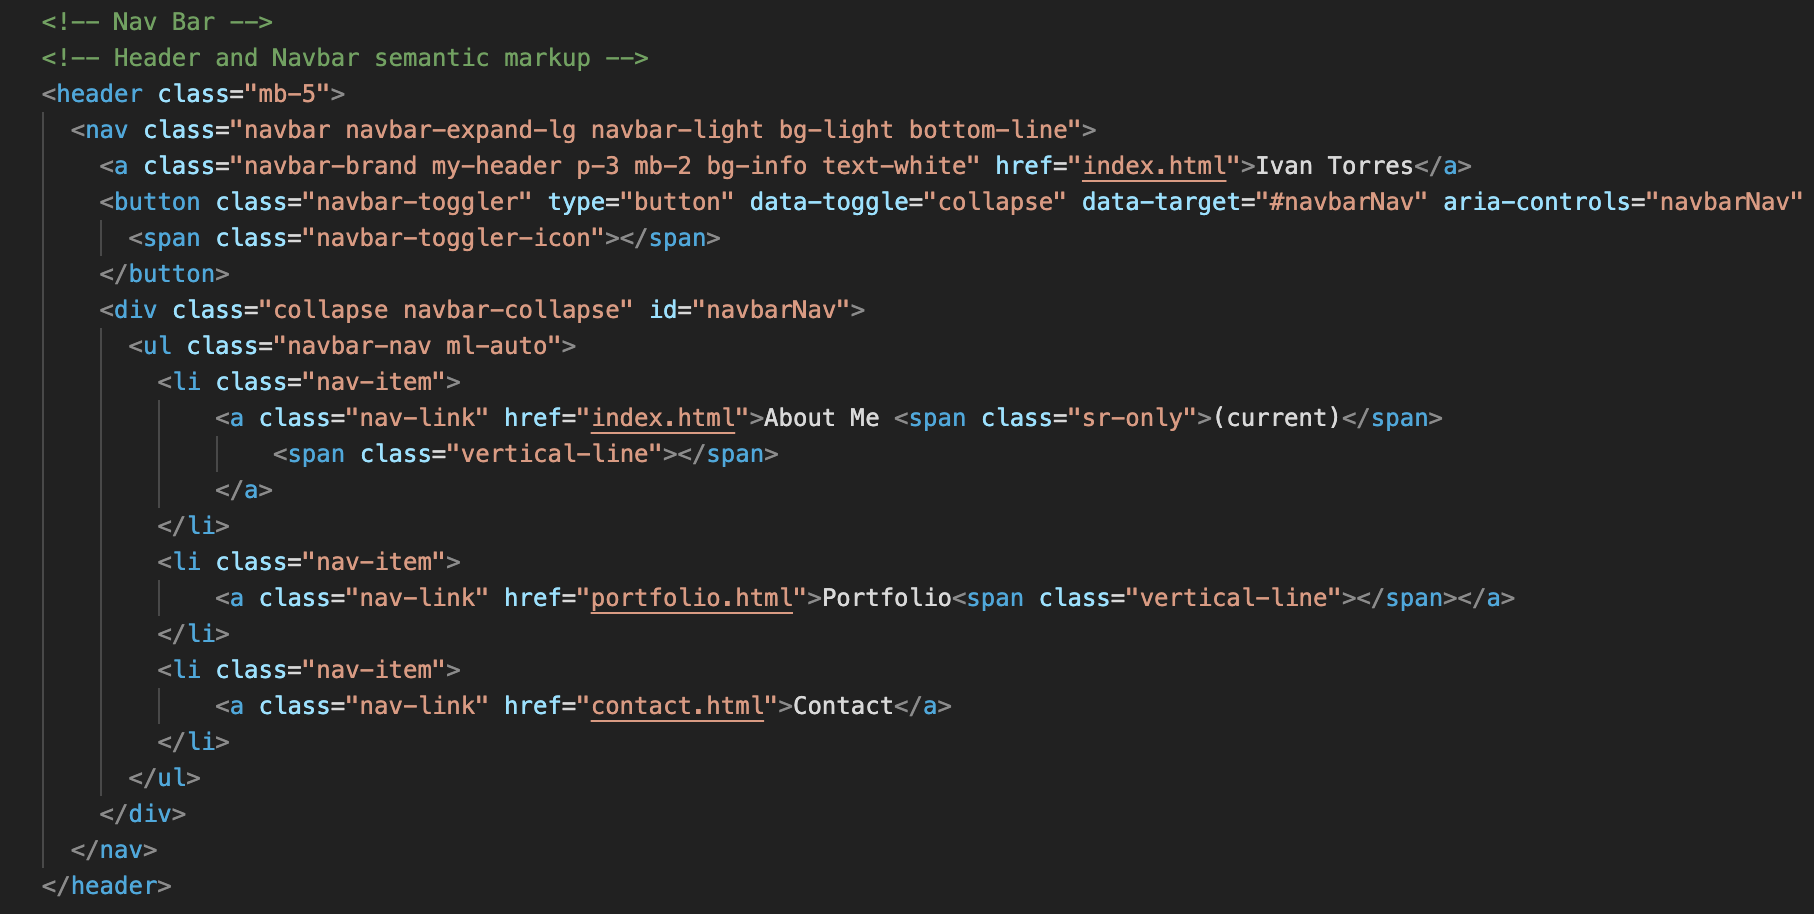 <!-- Nav Bar -->
<!-- Header and Navbar semantic markup -->
<header class="mb-5">
<nav class="navbar navbar-expand-lg navbar-light bg-light bottom-line">
<a class="navbar-brand my-header p-3 mb-2 bg-info text-white" href="index.html">Ivan Torres</a>
<button class="navbar-toggler" type="button" data-toggle="collapse" data-target="#navbarNav" aria-controls="navbarNav"
<span class="navbar-toggler-icon"></span>
</button>
<div class="collapse navbar-collapse" id="navbarNav">
<ul class="navbar-nav ml-auto">
<li class="nav-item">
<a class="nav-link" href="index.html">About Me <span class="sr-only">(current)</span>
<span class="vertical-line"></span>
</a>
</li>
<li class="nav-item">
<a class="nav-link" href="portfolio.html">Portfolio<span class="vertical-line"></span></a>
</li>
<li class="nav-item">
<a class="nav-link" href="contact.html">Contact</a>
</li>
</ul>
</div>
</nav>
</header>